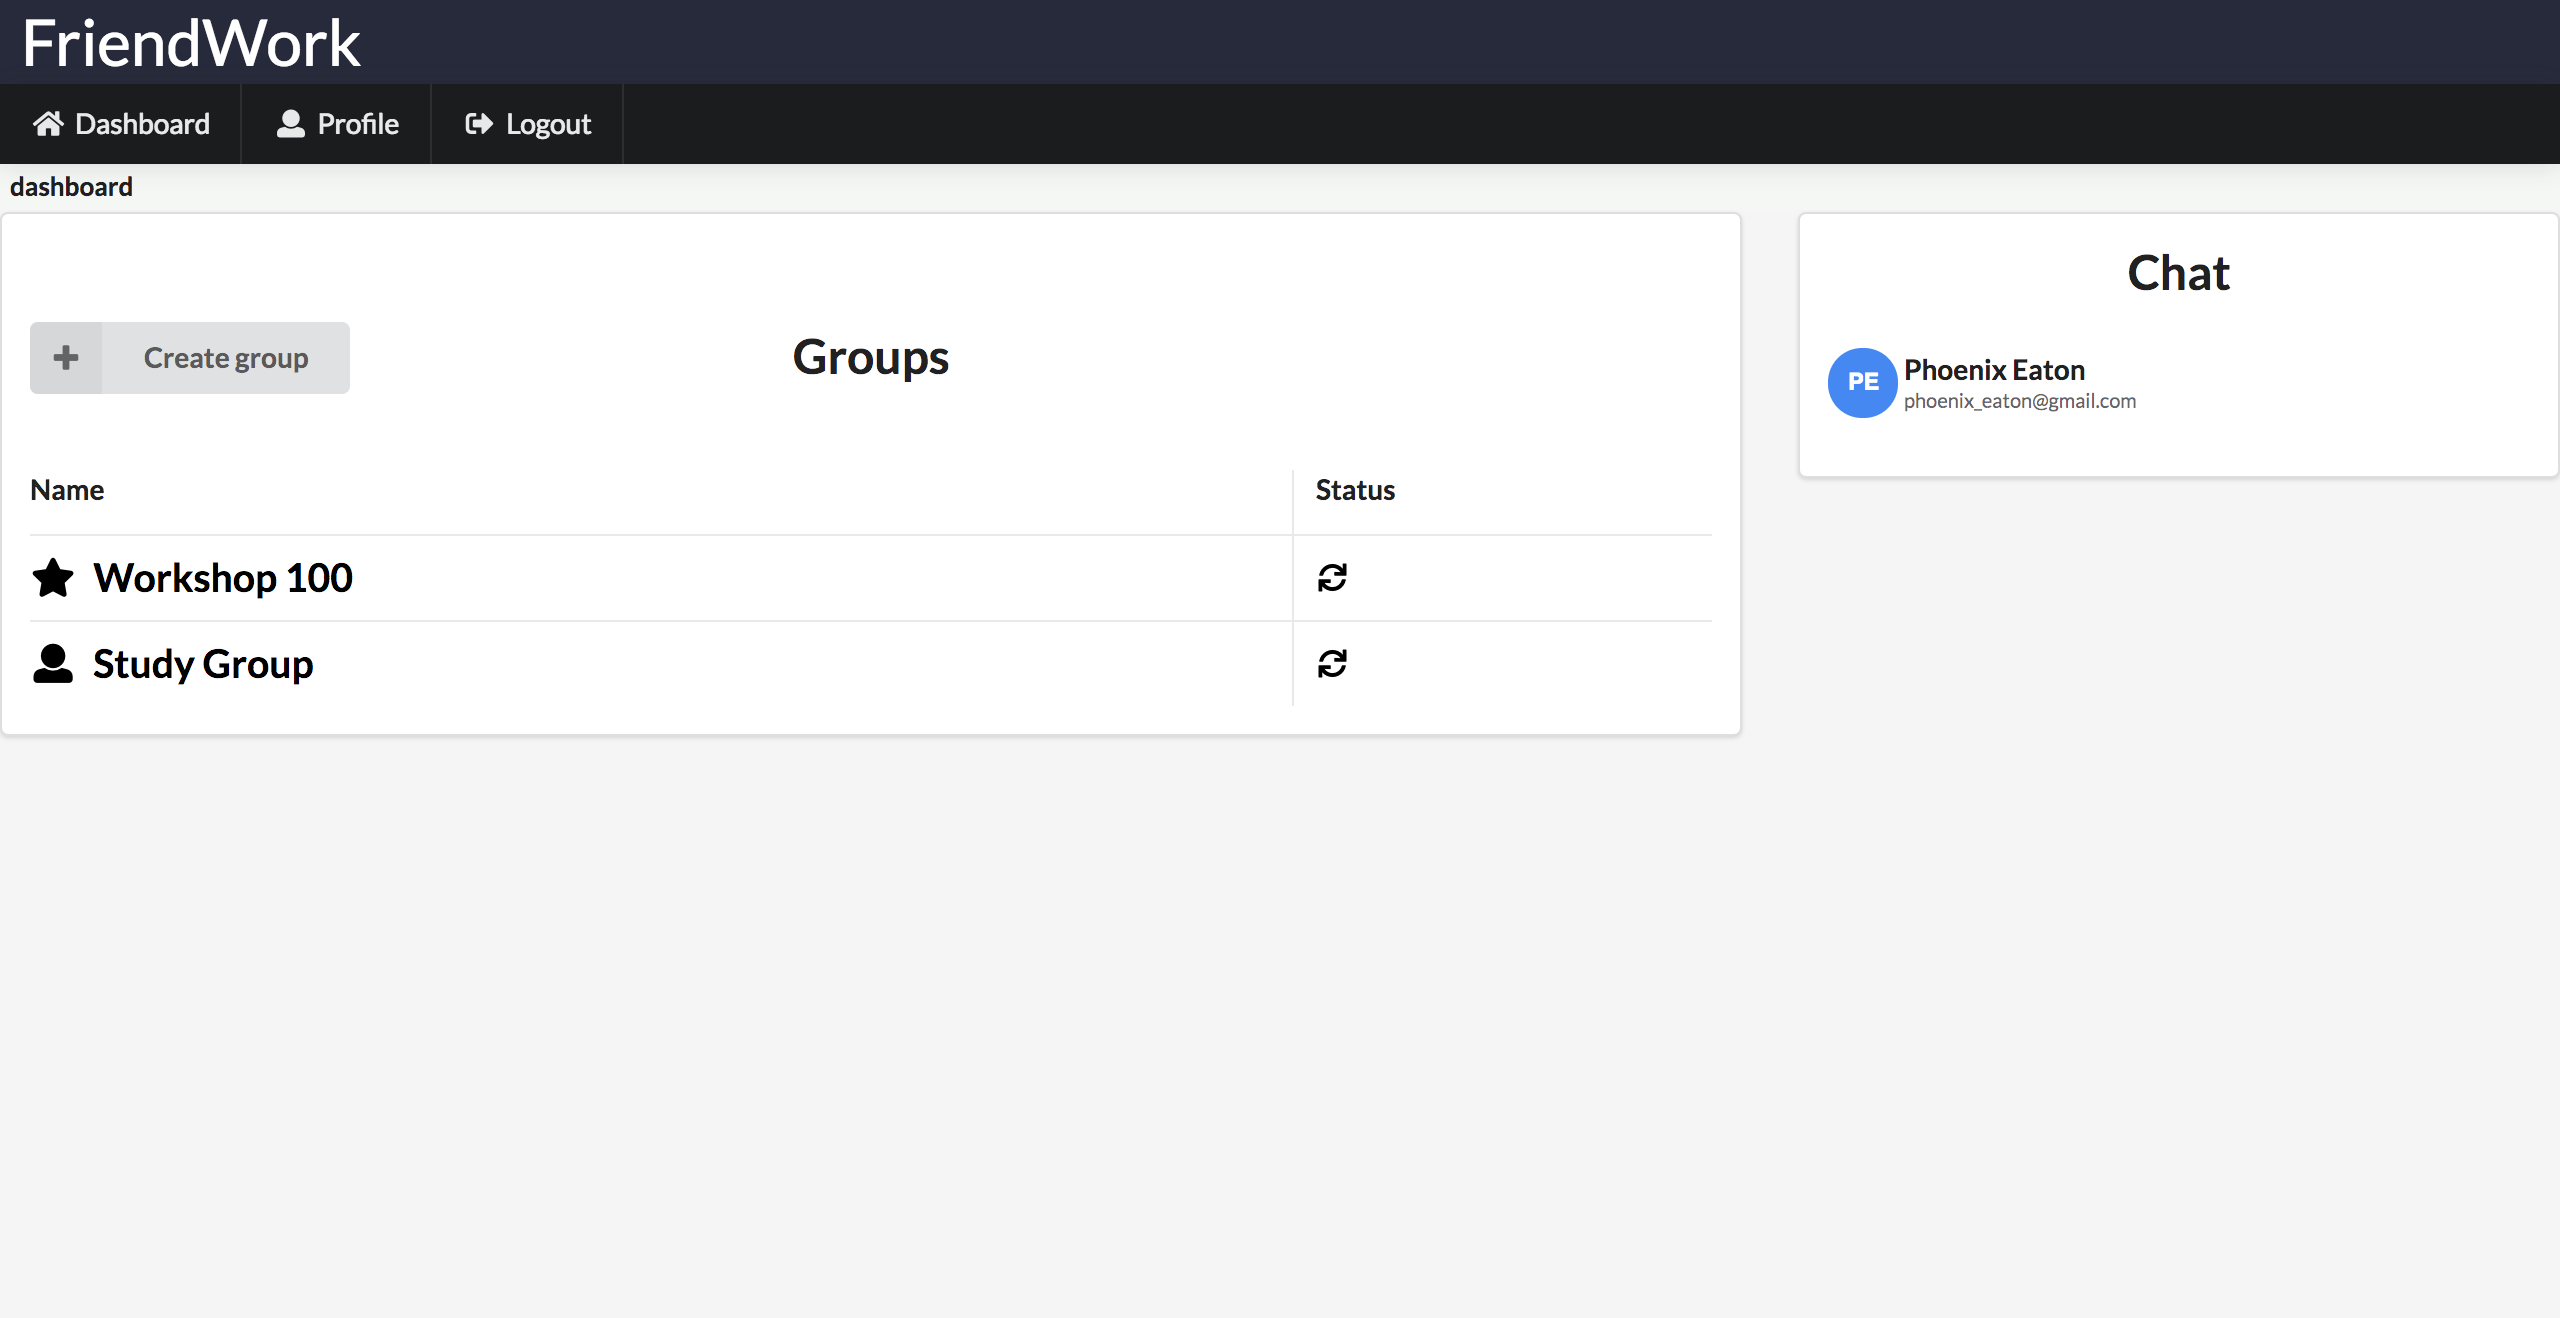 FriendWork
Dashboard
Profile
Logout
dashboard
Create group
Groups
Name
Status
Workshop 100
Study Group
Chat
PE
Phoenix Eaton
phoenix_eaton@gmail.com